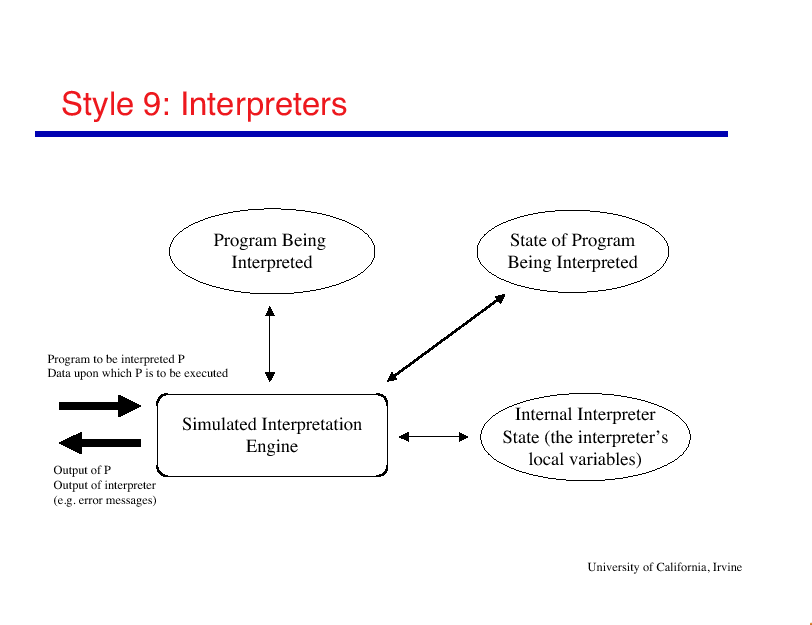 Style 9: Interpreters
Program Being
Interpreted
State of Program
Being Interpreted
Program to be interpreted P
Data upon which P is to be executed
Simulated Interpretation
Engine
Internal Interpreter
State (the interpreter's
local variables)
Output of P
Output of interpreter
(e.g. error messages)
University of California, Irvine